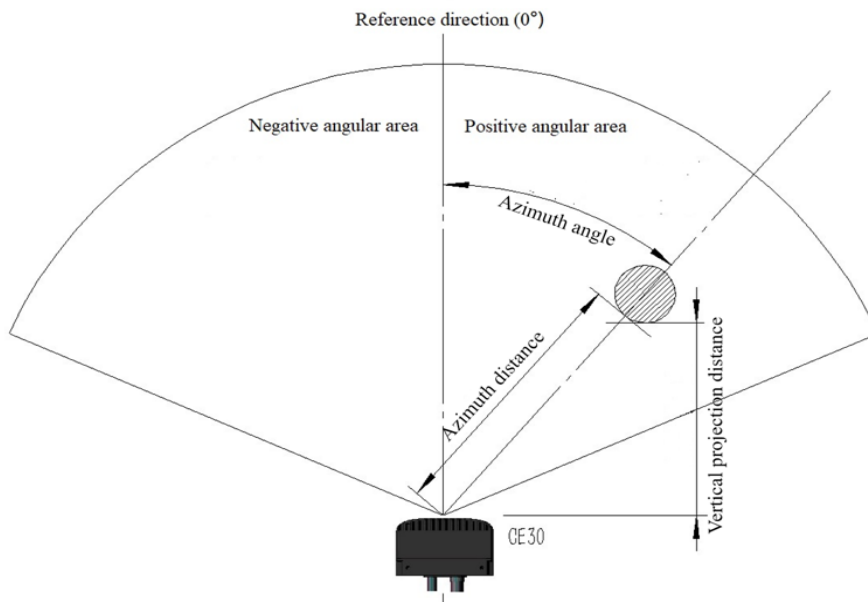 Reference direction (0°)
Negative angular area
Positive angular area
Azimuth angle
Azimuth distance
Vertical projection distance
CE30